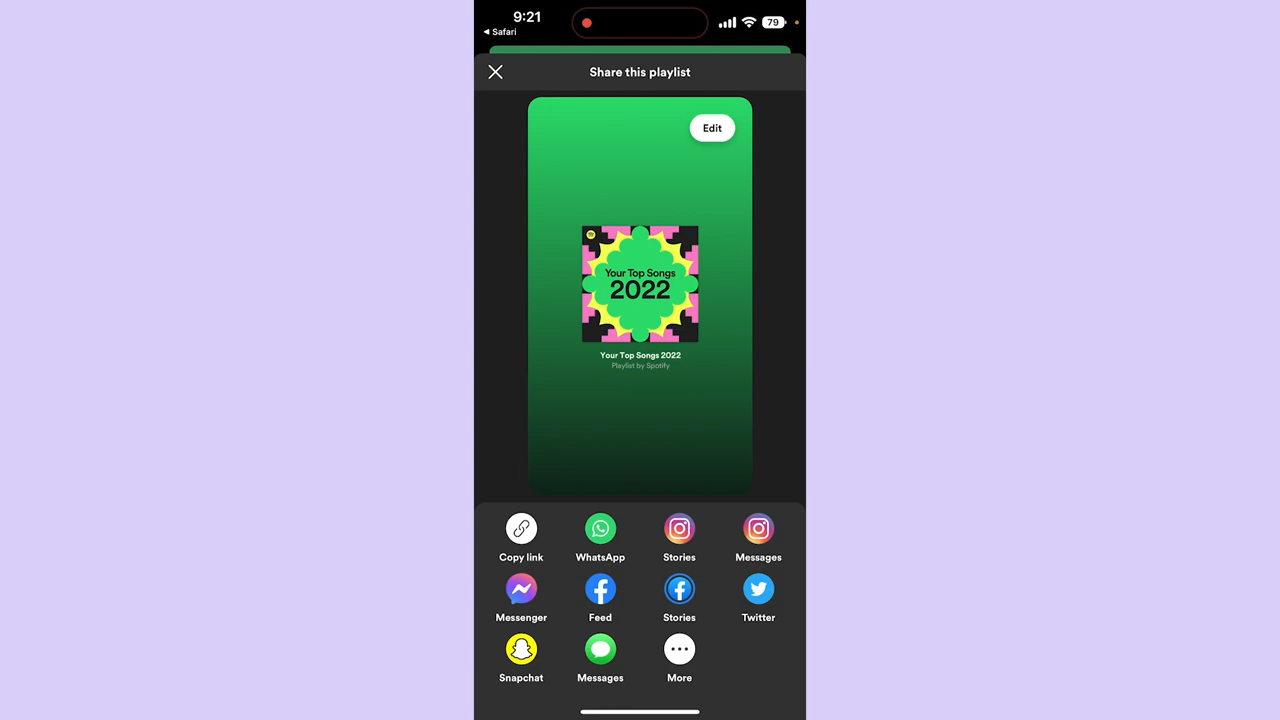 9:21
79
◀ Safari
Share this playlist
Edit
Your Top Songs
2022
Your Top Songs 2022
Playlist by Spotify
Copy link
WhatsApp
Stories
Messages
Messenger
Feed
Stories
Twitter
Snapchat
Messages
More